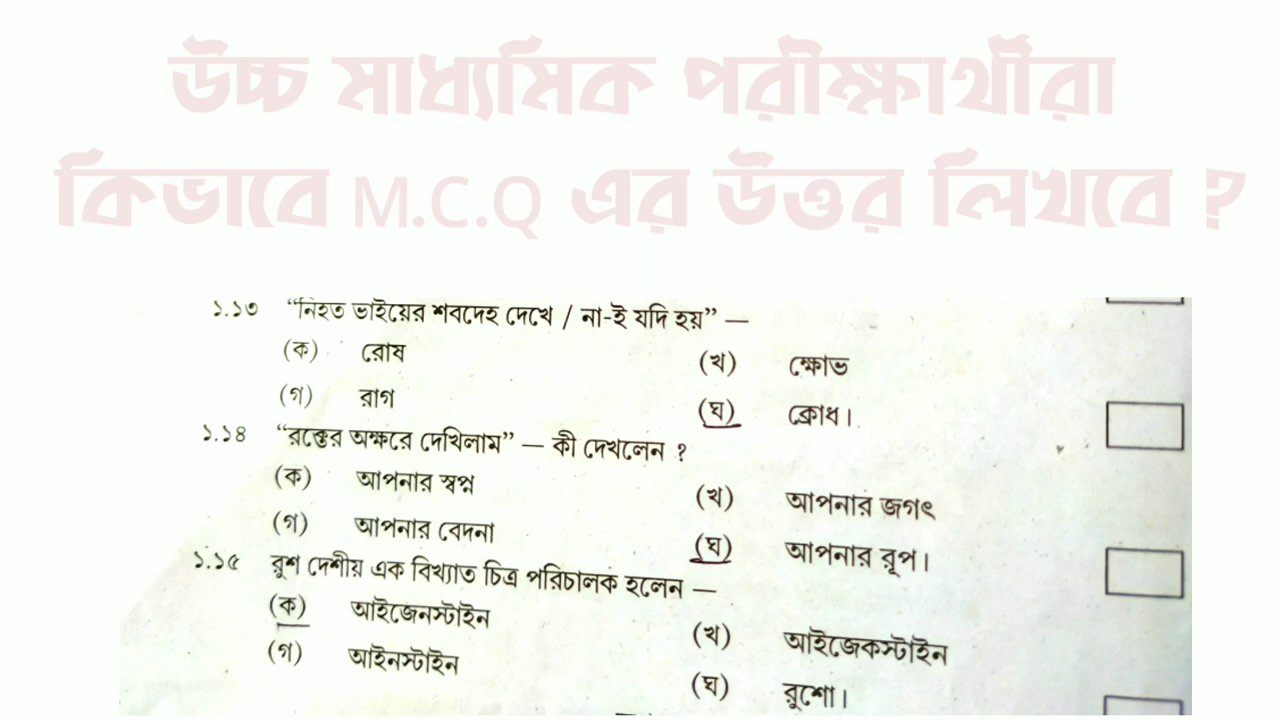 উচ্চ মাধ্যমিক পরীক্ষার্থীরা
কিভাবে M.C.Q এর উত্তর লিখবে ?
১.১৩ “নিহত ভাইয়ের শবদেহ দেখে / না-ই যদি হয়” —
(ক) রোষ (খ) ক্ষোভ
(গ) রাগ (ঘ) ক্রোধ।
১.১৪ “রক্তের অক্ষরে দেখিলাম” — কী দেখলেন ?
(ক) আপনার স্বপ্ন (খ) আপনার জগৎ
(গ) আপনার বেদনা (ঘ) আপনার রূপ।
১.১৫ রুশ দেশীয় এক বিখ্যাত চিত্র পরিচালক হলেন —
(ক) আইজেনস্টাইন (খ) আইজেকস্টাইন
(গ) আইনস্টাইন (ঘ) রুশো।